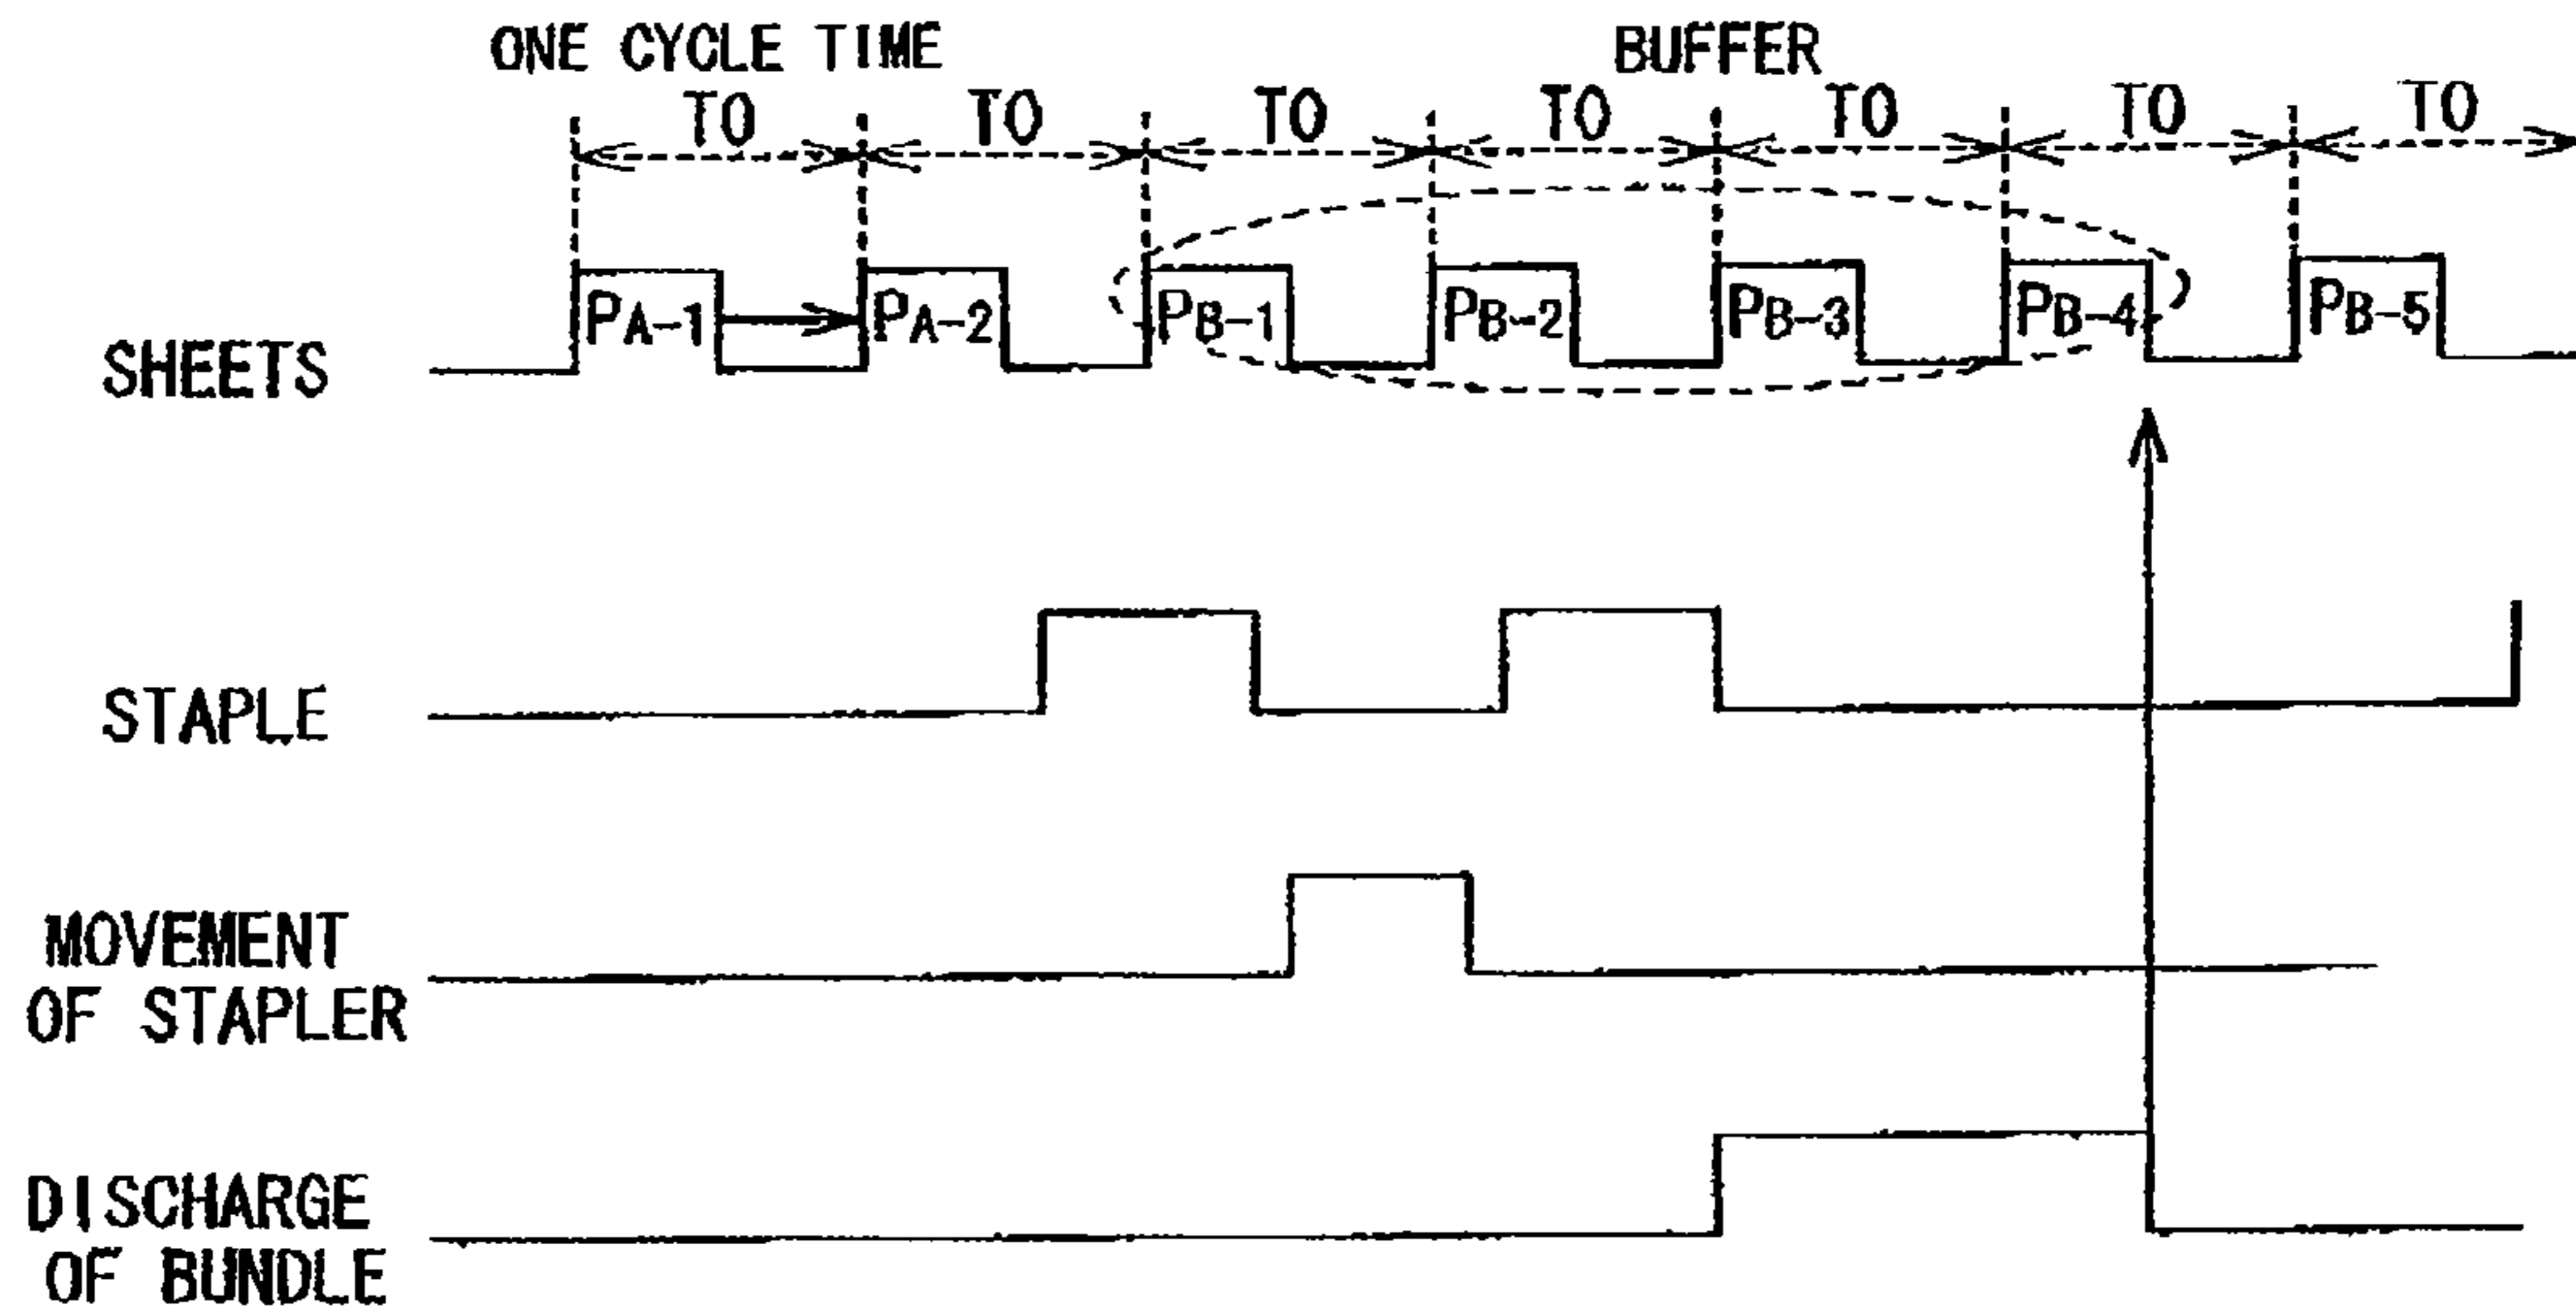 ONE CYCLE TIME BUFFER
TO TO TO TO TO TO TO
SHEETS PA-1 PA-2 PB-1 PB-2 PB-3 PB-4 PB-5
STAPLE
MOVEMENT
OF STAPLER
DISCHARGE
OF BUNDLE